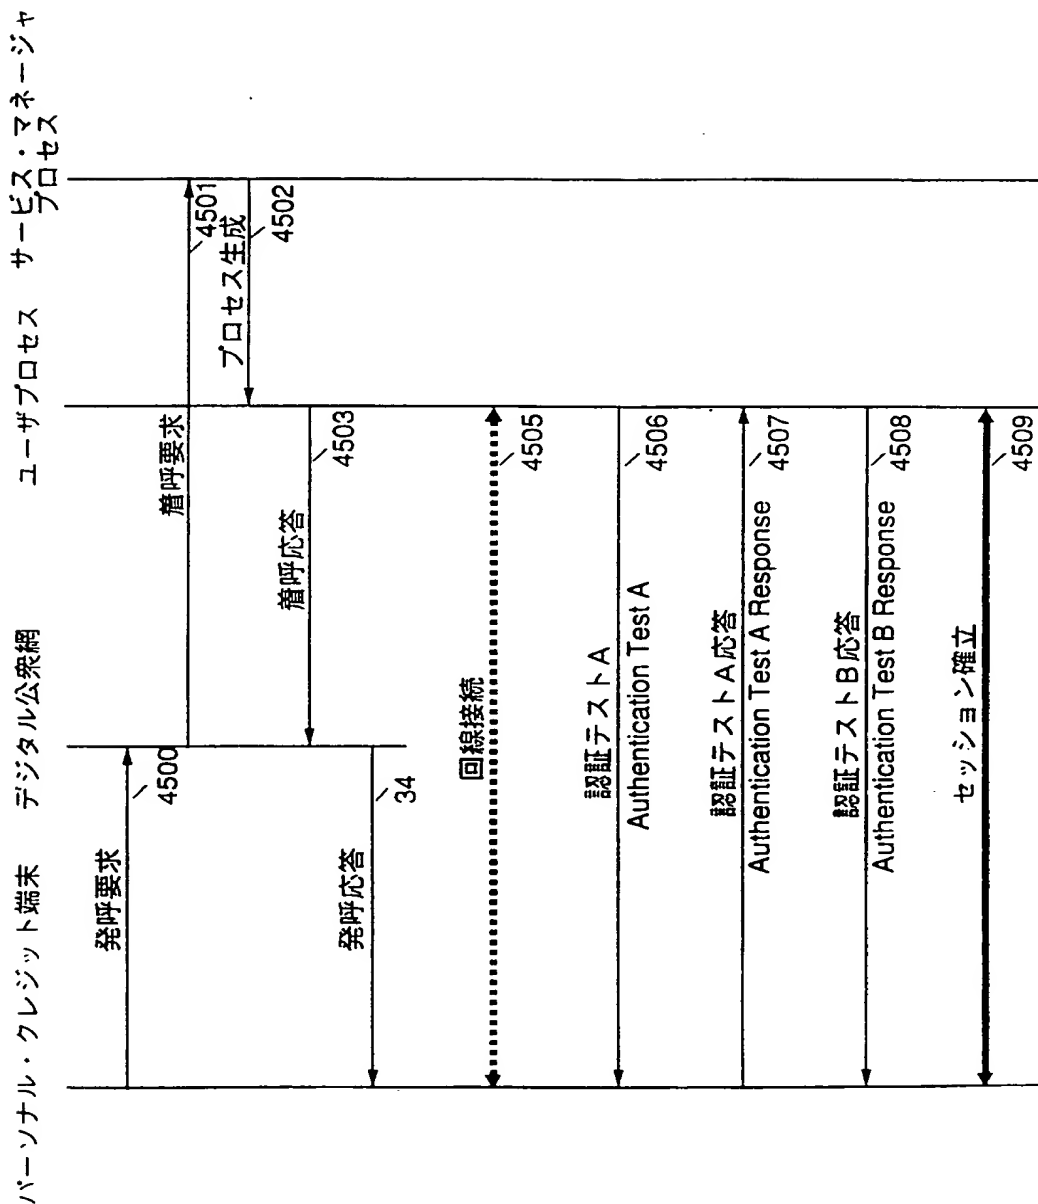 パーソナル・クレジット端末
デジタル公衆網
ユーザプロセス
サービス・マネージャ
プロセス
発呼要求
4500
着呼要求
4501
プロセス生成
4502
着呼応答
4503
発呼応答
34
回線接続
4505
認証テストA
Authentication Test A
4506
認証テストA応答
Authentication Test A Response
4507
認証テストB応答
Authentication Test B Response
4508
セッション確立
4509